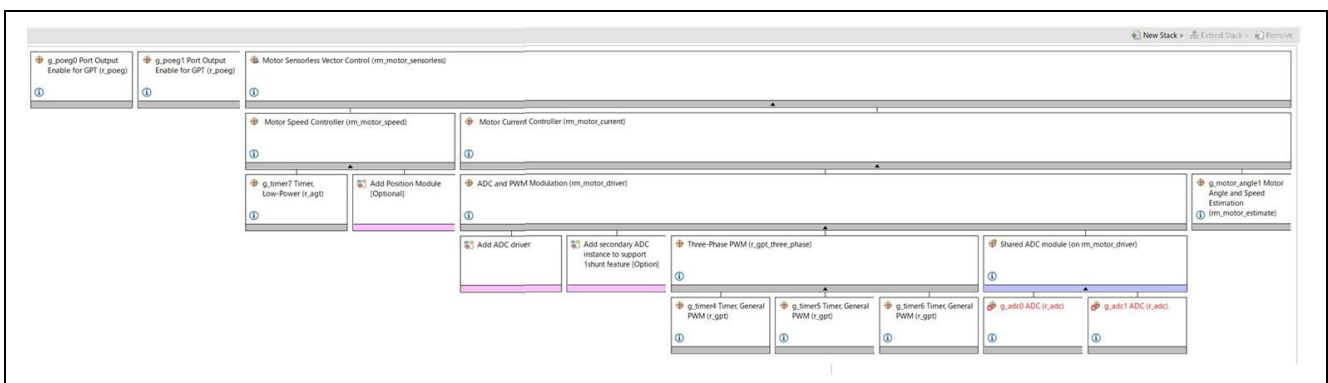 New Stack > Extend Stack > Remove
g_poeg0 Port Output
Enable for GPT (r_poeg)
g_poeg1 Port Output
Enable for GPT (r_poeg)
Motor Sensorless Vector Control (rm_motor_sensorless)
Motor Speed Controller (rm_motor_speed)
Motor Current Controller (rm_motor_current)
g_timer7 Timer,
Low-Power (r_agt)
Add Position Module
[Optional]
ADC and PWM Modulation (rm_motor_driver)
g_motor_angle1 Motor
Angle and Speed
Estimation
(rm_motor_estimate)
Add ADC driver
Add secondary ADC
instance to support
1shunt feature [Option]
Three-Phase PWM (r_gpt_three_phase)
Shared ADC module (on rm_motor_driver)
g_timer4 Timer, General
PWM (r_gpt)
g_timer5 Timer, General
PWM (r_gpt)
g_timer6 Timer, General
PWM (r_gpt)
g_adc0 ADC (r_adc)
g_adc1 ADC (r_adc)